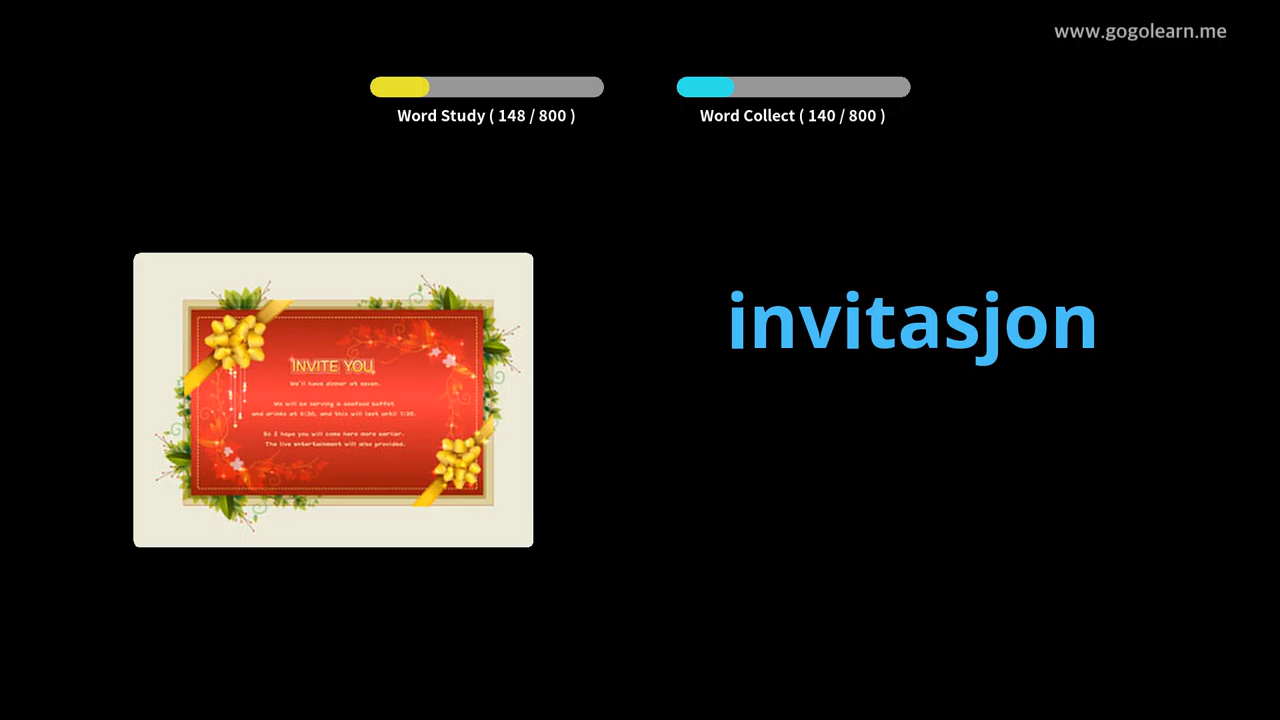 www.gogolearn.me
Word Study ( 148 / 800 )
Word Collect ( 140 / 800 )
invitasjon
INVITE YOU
We'll have dinner at seven.
We will be serving a seafood buffet
and drinks at 6:30, and this will last until 7:30.
So I hope you will come here more earlier.
The live entertainment will also provided.